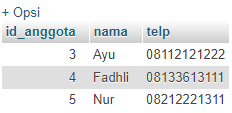 + Opsi
id_anggota nama telp
3 Ayu 08112121222
4 Fadhli 08133613111
5 Nur 08212221311